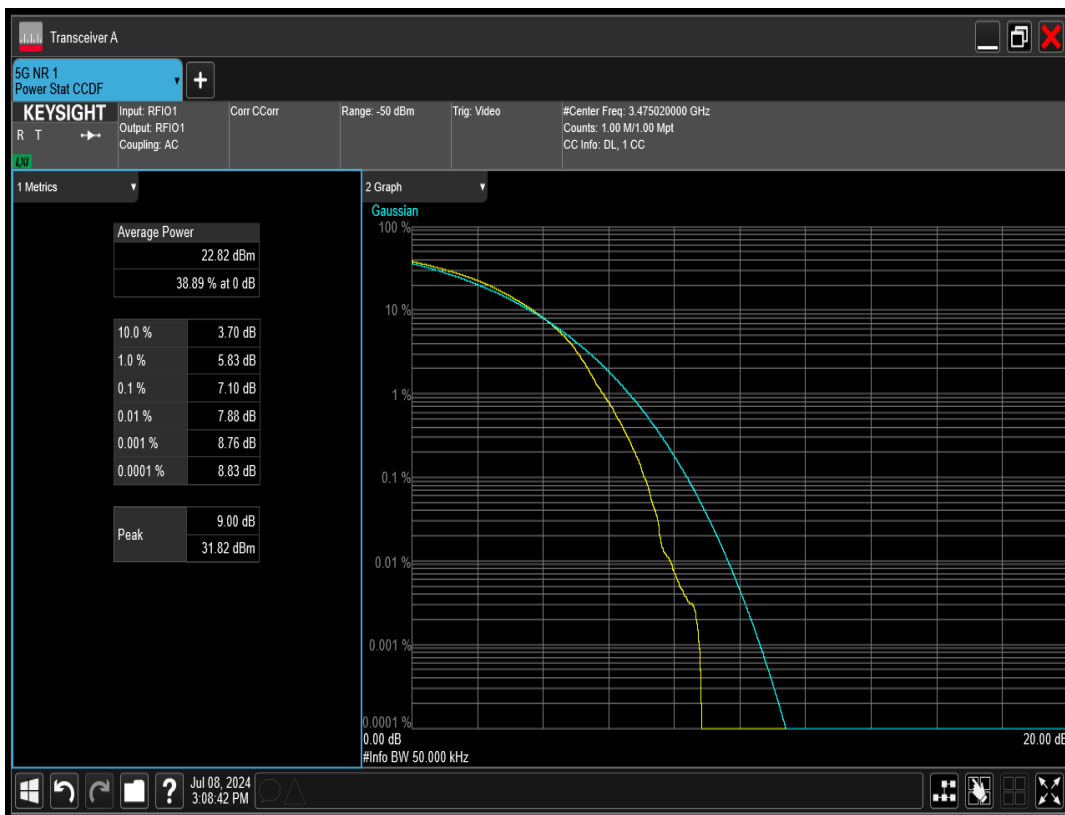 Transceiver A
5G NR 1
Power Stat CCDF
+
KEYSIGHT
R T
LXI
Input: RFIO1
Output: RFIO1
Coupling: AC
Corr CCorr
Range: -50 dBm
Trig: Video
#Center Freq: 3.475020000 GHz
Counts: 1.00 M/1.00 Mpt
CC Info: DL, 1 CC
1 Metrics
Average Power
22.82 dBm
38.89 % at 0 dB
10.0 % 3.70 dB
1.0 % 5.83 dB
0.1 % 7.10 dB
0.01 % 7.88 dB
0.001 % 8.76 dB
0.0001 % 8.83 dB
Peak 9.00 dB
31.82 dBm
2 Graph
Gaussian
100 %
10 %
1 %
0.1 %
0.01 %
0.001 %
0.0001 %
0.00 dB 20.00 dB
#Info BW 50.000 kHz
?
Jul 08, 2024
3:08:42 PM